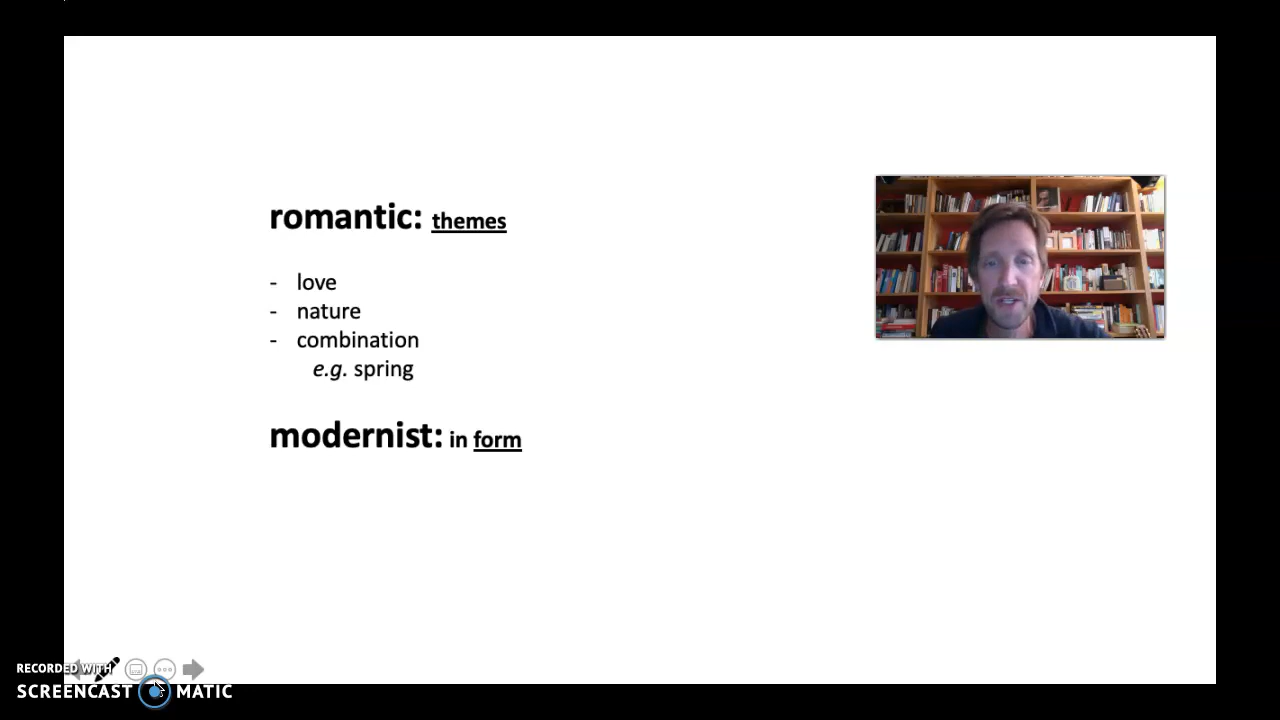 romantic: themes
- love
- nature
- combination
e.g. spring
modernist: in form
RECORDED WITH
SCREENCAST MATIC